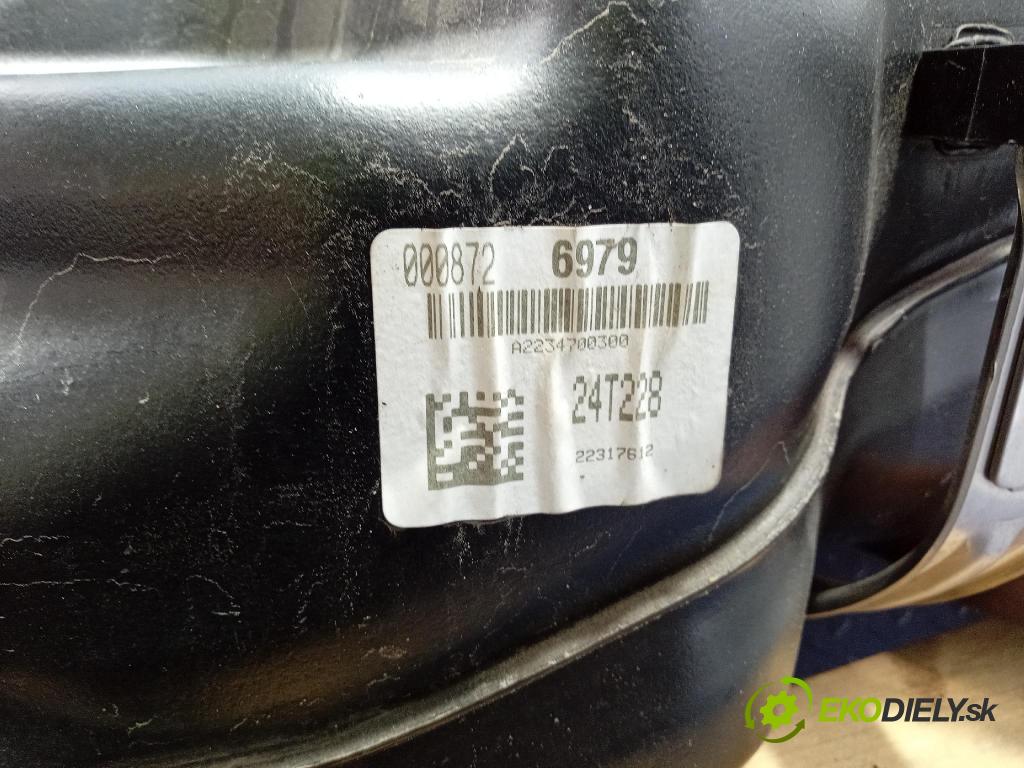 000872 6979
A2234700300
24T228
22317612
EKODIELY.sk